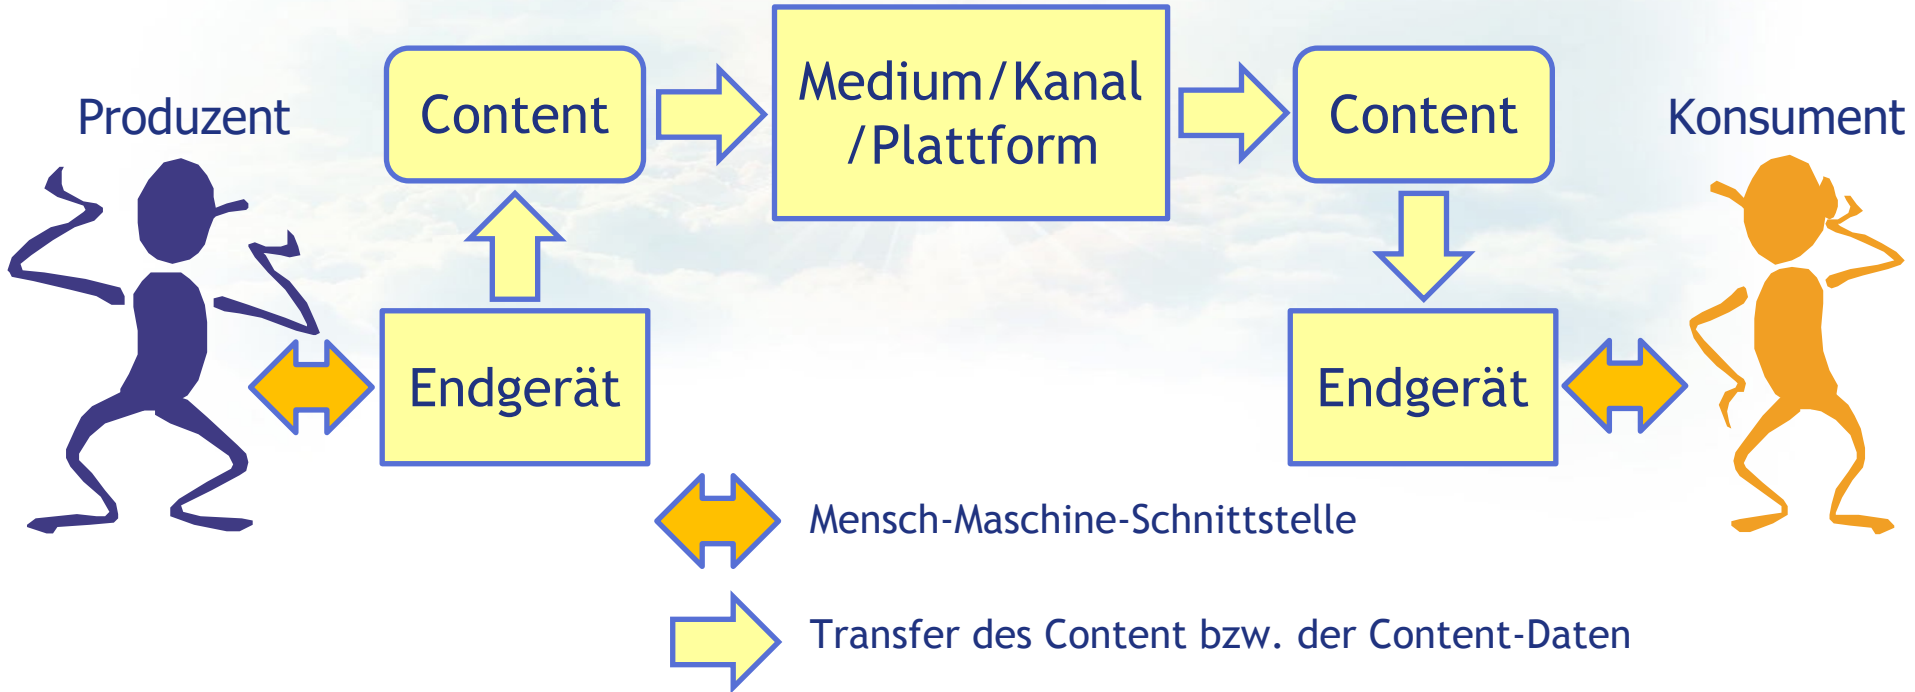 Produzent
Content
Medium/Kanal
/Plattform
Content
Konsument
Endgerät
Endgerät
Mensch-Maschine-Schnittstelle
Transfer des Content bzw. der Content-Daten